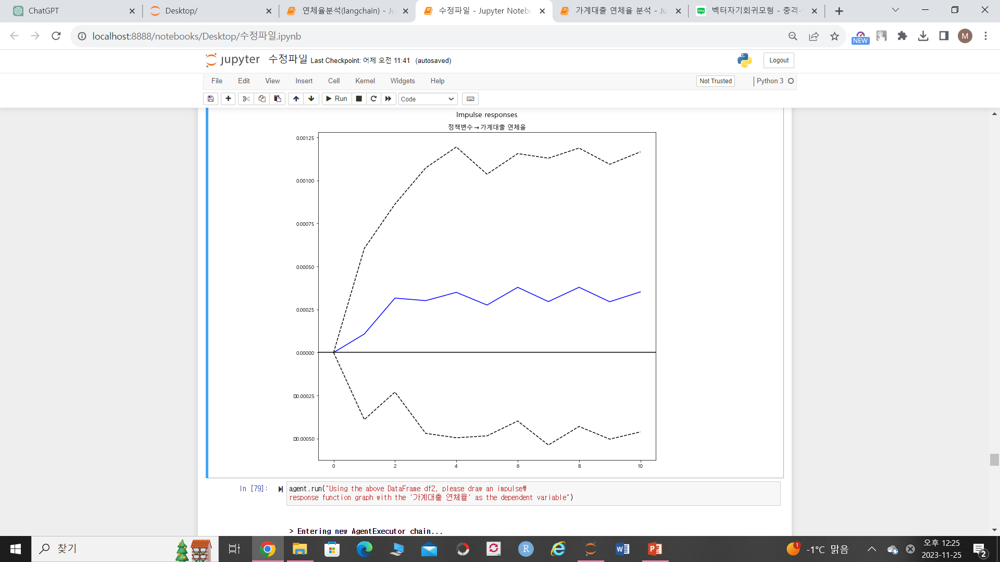 ChatGPT
Desktop/
연체율분석(langchain) - Ju
수정파일 - Jupyter Notebo
가계대출 연체율 분석 - Ju
벡터자기회귀모형 - 충격-
localhost:8888/notebooks/Desktop/수정파일.ipynb
NEW
M
jupyter 수정파일 Last Checkpoint: 어제 오전 11:41 (autosaved)
Logout
File Edit View Insert Cell Kernel Widgets Help
Not Trusted
Python 3
Run
Code
Impulse responses
정책변수→가계대출 연체율
0.00125
0.00100
0.00075
0.00050
0.00025
0.00000
□0.00025
□0.00050
0 2 4 6 8 10
In [79]:
agent.run("Using the above DataFrame df2, please draw an impulse₩
response function graph with the '가계대출 연체율' as the dependent variable")
> Entering new AgentExecutor chain...
찾기
1
-1°C 맑음
오후 12:25
2023-11-25
2